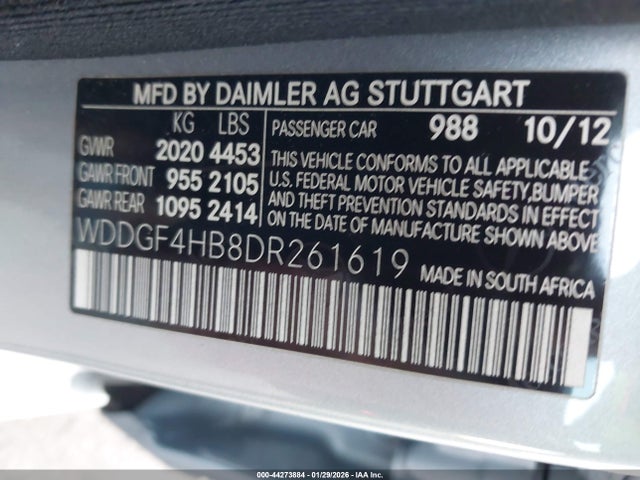 MFD BY DAIMLER AG STUTTGART
KG LBS
GVWR 2020 4453
GAWR FRONT 955 2105
GAWR REAR 1095 2414
PASSENGER CAR 988 10/12
THIS VEHICLE CONFORMS TO ALL APPLICABLE
U.S. FEDERAL MOTOR VEHICLE SAFETY, BUMPER
AND THEFT PREVENTION STANDARDS IN EFFECT
ON THE DATE OF MANUFACTURE SHOWN ABOVE.
WDDGF4HB8DR261619
MADE IN SOUTH AFRICA
000-44273884 - 01/29/2026 - IAA Inc.